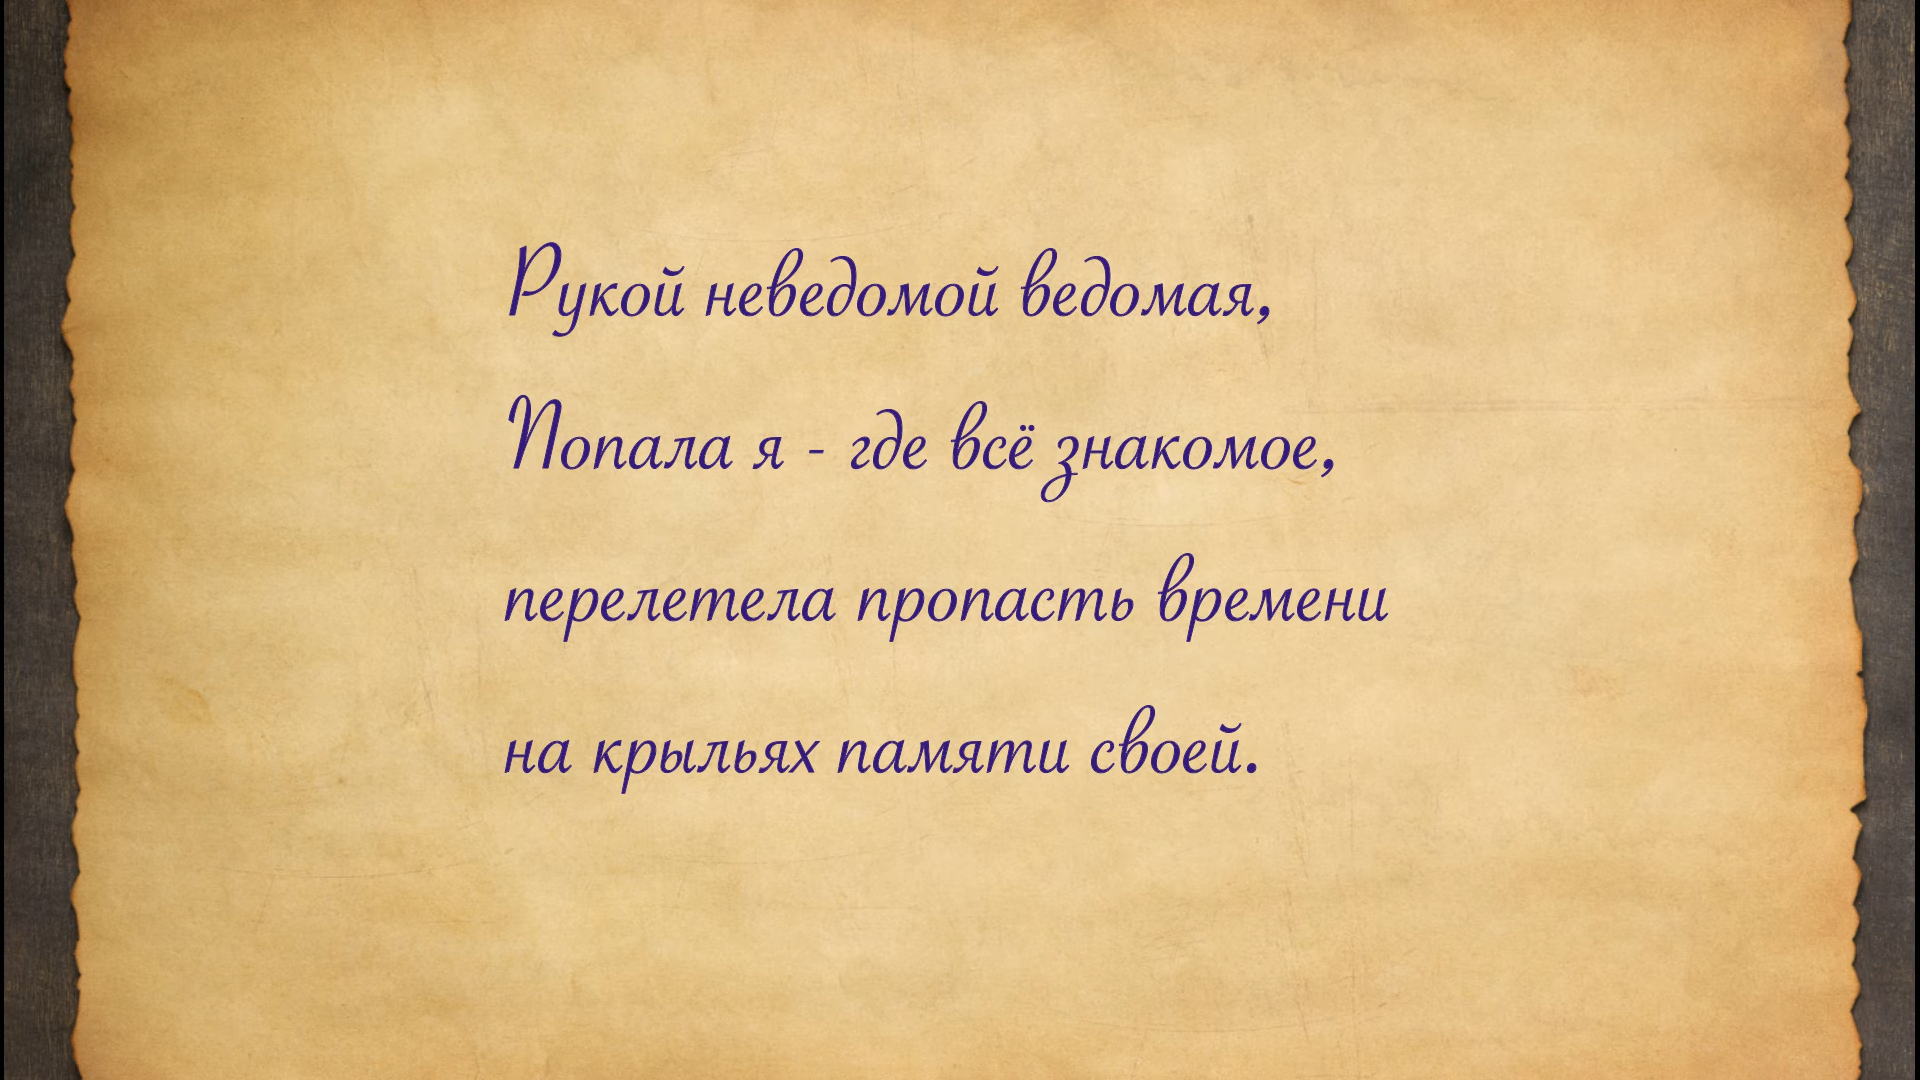 Рукой неведомой ведомая,
Попала я - где всё знакомое,
перелетела пропасть времени
на крыльях памяти своей.